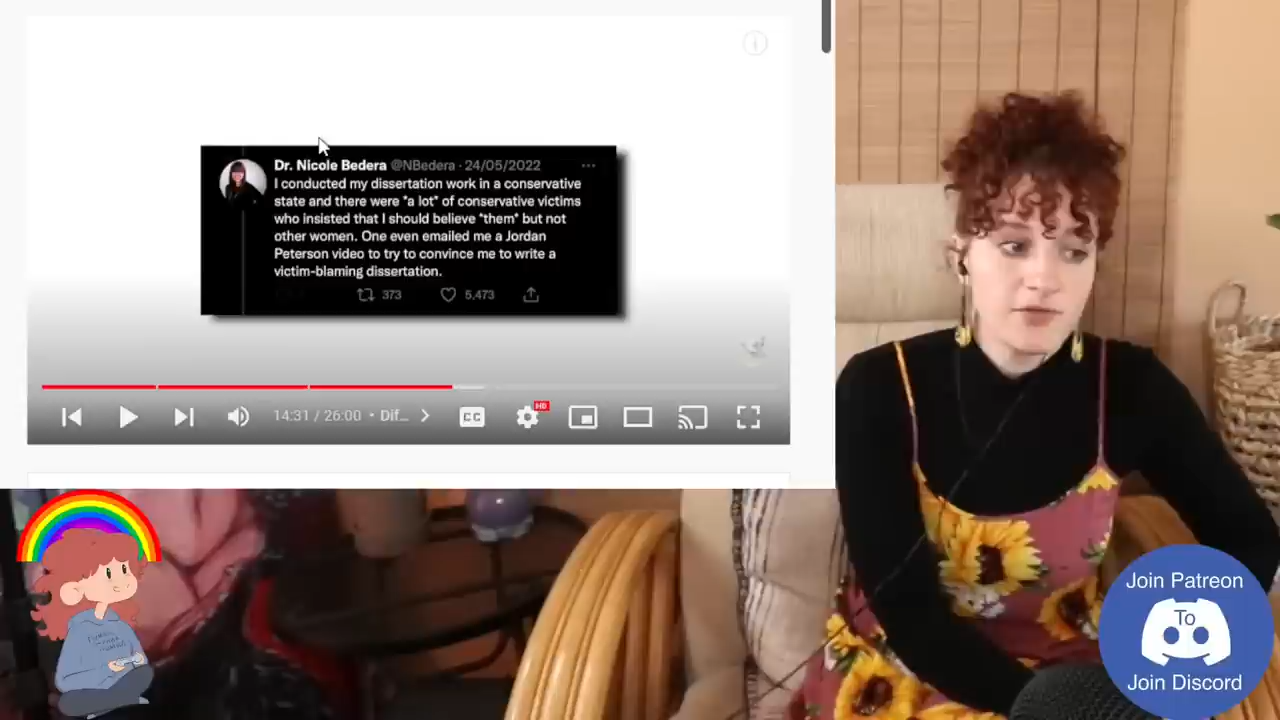 Dr. Nicole Bedera @NBedera · 24/05/2022
I conducted my dissertation work in a conservative
state and there were *a lot* of conservative victims
who insisted that I should believe *them* but not
other women. One even emailed me a Jordan
Peterson video to try to convince me to write a
victim-blaming dissertation.
373 5,473
14:31 / 26:00 • Dif...
CC
HD
Join Patreon
To
Join Discord